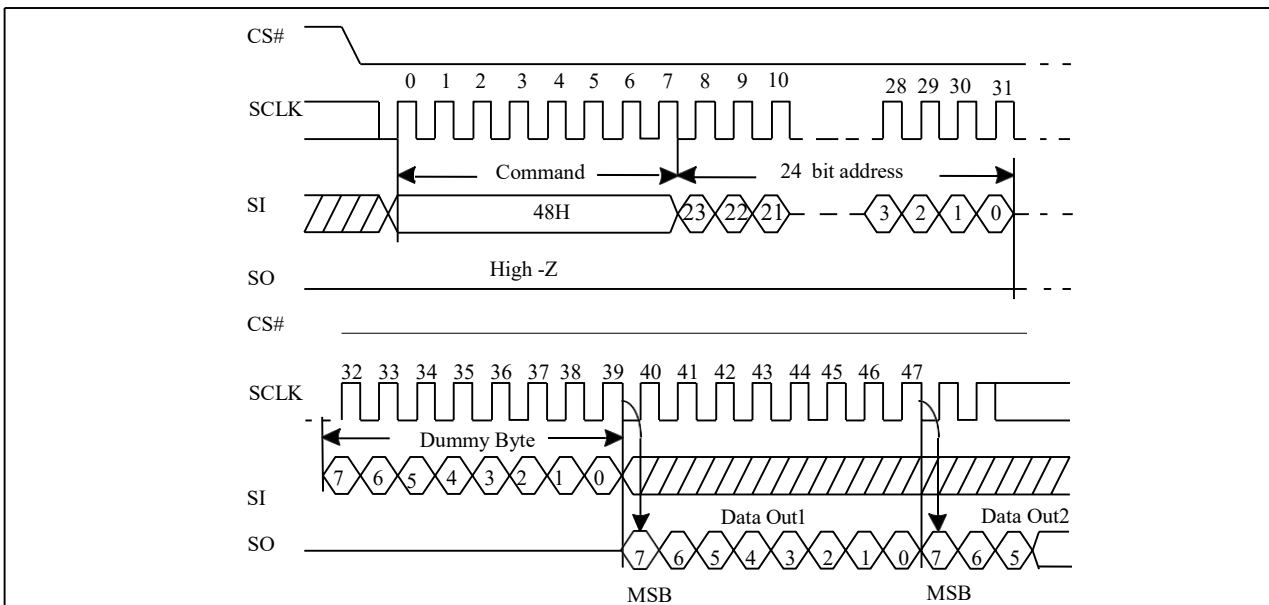 CS#
0 1 2 3 4 5 6 7 8 9 10 28 29 30 31
SCLK
Command 24 bit address
SI 48H 23 22 21 3 2 1 0
High -Z
SO
CS#
32 33 34 35 36 37 38 39 40 41 42 43 44 45 46 47
SCLK
Dummy Byte
7 6 5 4 3 2 1 0
SI
Data Out1 Data Out2
SO 7 6 5 4 3 2 1 0 7 6 5
MSB MSB